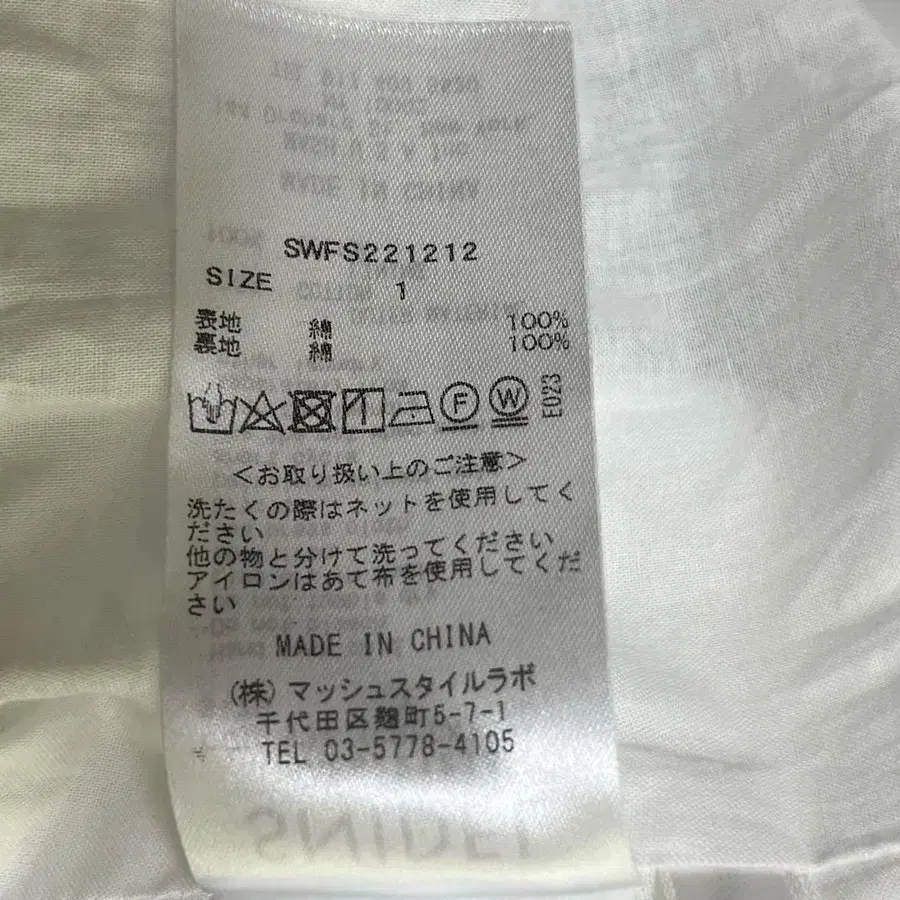 SWFS221212
SIZE 1
表地 綿 100%
裏地 綿 100%
F W E023
<お取り扱い上のご注意>
洗たくの際はネットを使用してく
ださい
他の物と分けて洗ってください
アイロンはあて布を使用してくだ
さい
MADE IN CHINA
(株)マッシュスタイルラボ
千代田区麹町5-7-1
TEL 03-5778-4105
SNIDEL
MADE IN CHINA